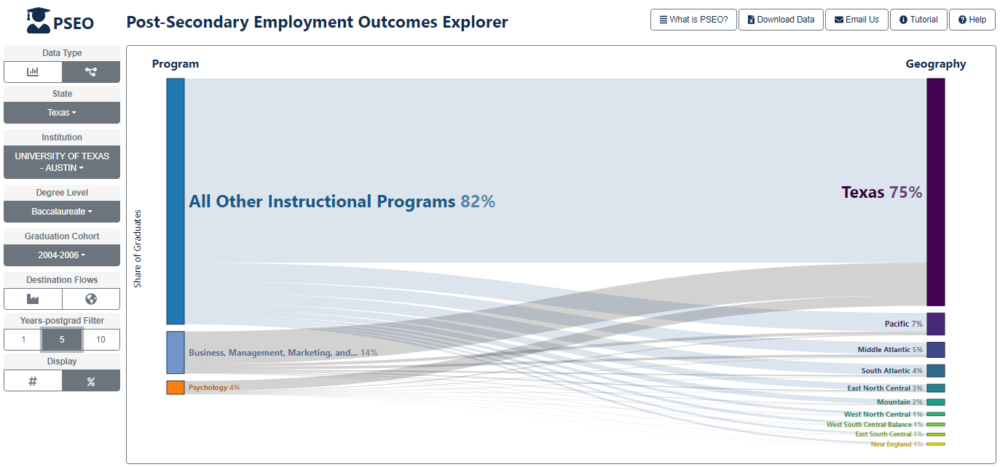 PSEO
Post-Secondary Employment Outcomes Explorer
What is PSEO?
Download Data
Email Us
Tutorial
Help
Data Type
State
Texas
Institution
UNIVERSITY OF TEXAS
- AUSTIN
Degree Level
Baccalaureate
Graduation Cohort
2004-2006
Destination Flows
Years-postgrad Filter
1
5
10
Display
#
%
Program
Geography
Share of Graduates
All Other Instructional Programs 82%
Business, Management, Marketing, and... 14%
Psychology 4%
Texas 75%
Pacific 7%
Middle Atlantic 5%
South Atlantic 4%
East North Central 3%
Mountain 2%
West North Central 1%
West South Central Balance 1%
East South Central 1%
New England 1%